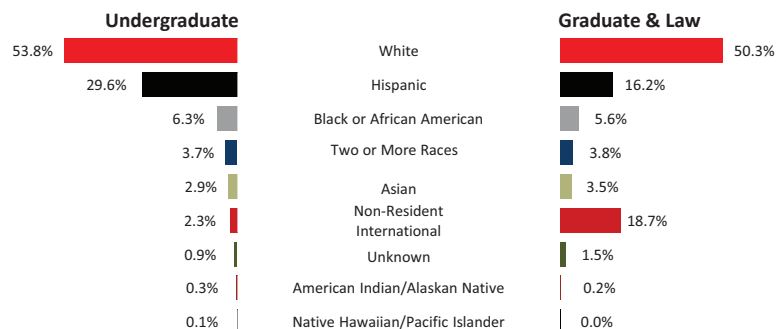 Undergraduate Graduate & Law
53.8% White 50.3%
29.6% Hispanic 16.2%
6.3% Black or African American 5.6%
3.7% Two or More Races 3.8%
2.9% Asian 3.5%
2.3% Non-Resident 18.7%
International
0.9% Unknown 1.5%
0.3% American Indian/Alaskan Native 0.2%
0.1% Native Hawaiian/Pacific Islander 0.0%